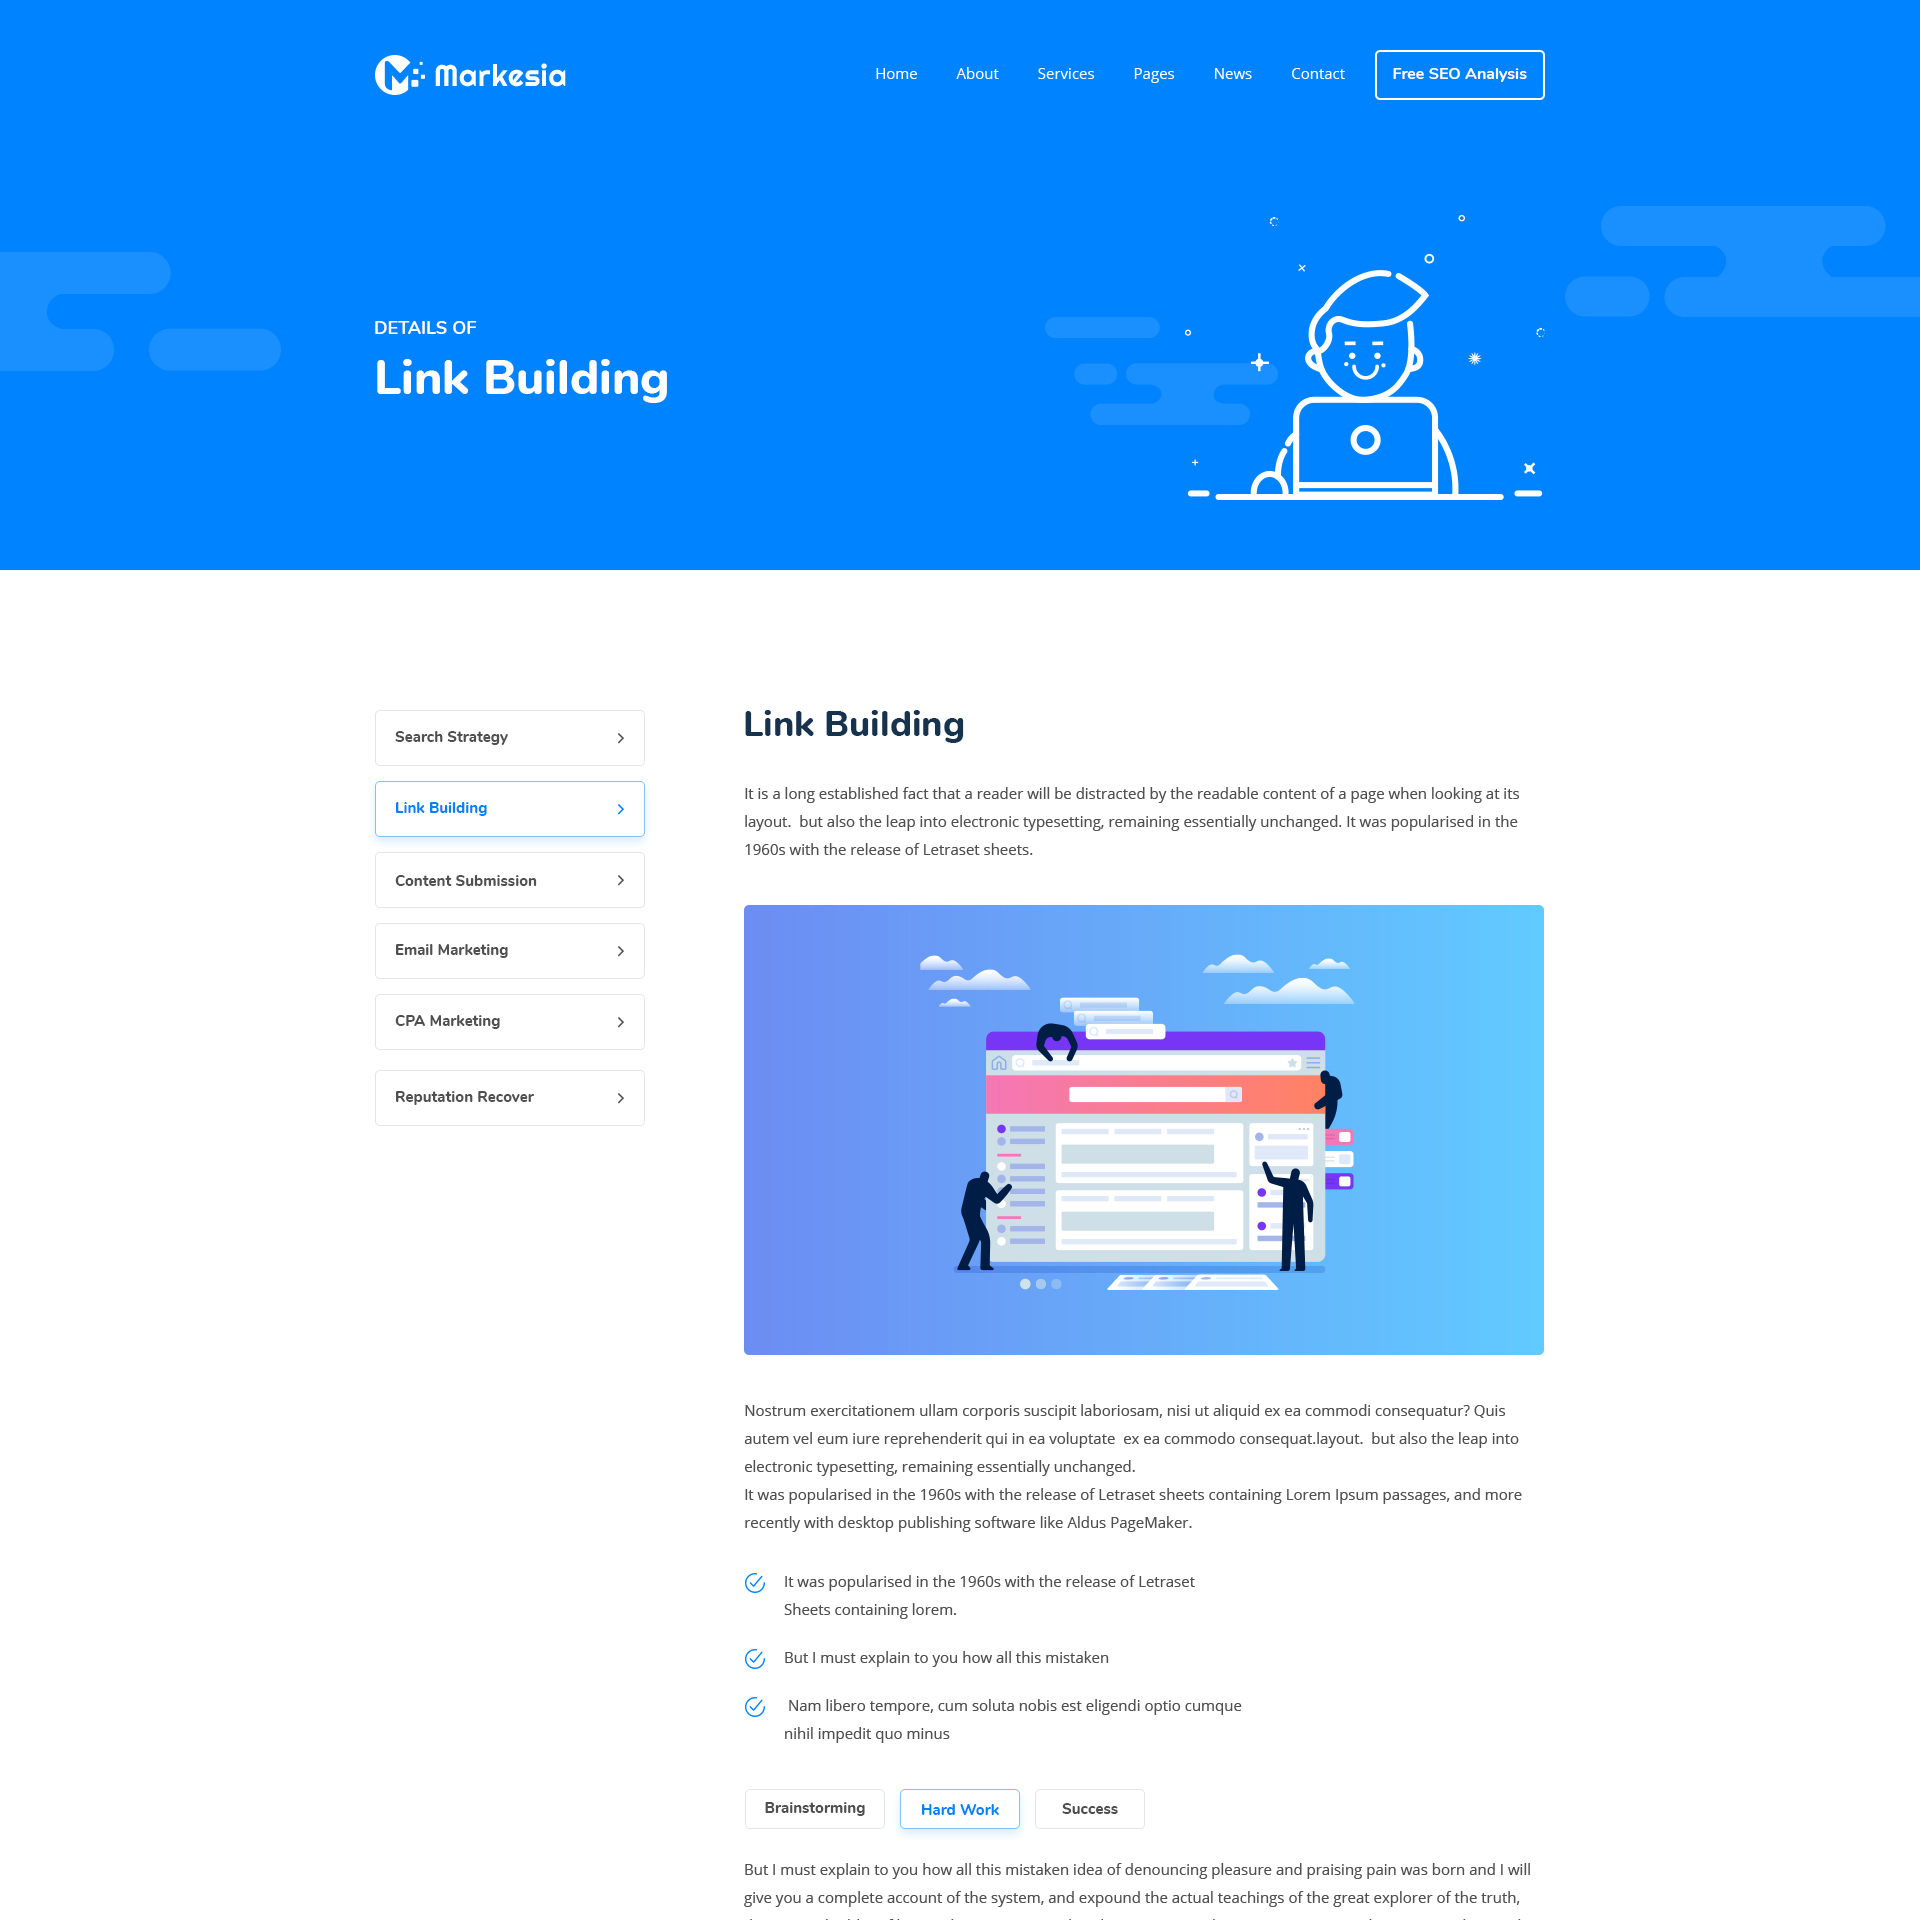 Markesia
Home About Services Pages News Contact Free SEO Analysis
DETAILS OF
Link Building
Search Strategy
Link Building
Content Submission
Email Marketing
CPA Marketing
Reputation Recover
Link Building
It is a long established fact that a reader will be distracted by the readable content of a page when looking at its
layout.  but also the leap into electronic typesetting, remaining essentially unchanged. It was popularised in the
1960s with the release of Letraset sheets.
Nostrum exercitationem ullam corporis suscipit laboriosam, nisi ut aliquid ex ea commodi consequatur? Quis
autem vel eum iure reprehenderit qui in ea voluptate  ex ea commodo consequat.layout.  but also the leap into
electronic typesetting, remaining essentially unchanged.
It was popularised in the 1960s with the release of Letraset sheets containing Lorem Ipsum passages, and more
recently with desktop publishing software like Aldus PageMaker.
It was popularised in the 1960s with the release of Letraset
Sheets containing lorem.
But I must explain to you how all this mistaken
Nam libero tempore, cum soluta nobis est eligendi optio cumque
nihil impedit quo minus
Brainstorming Hard Work Success
But I must explain to you how all this mistaken idea of denouncing pleasure and praising pain was born and I will
give you a complete account of the system, and expound the actual teachings of the great explorer of the truth,